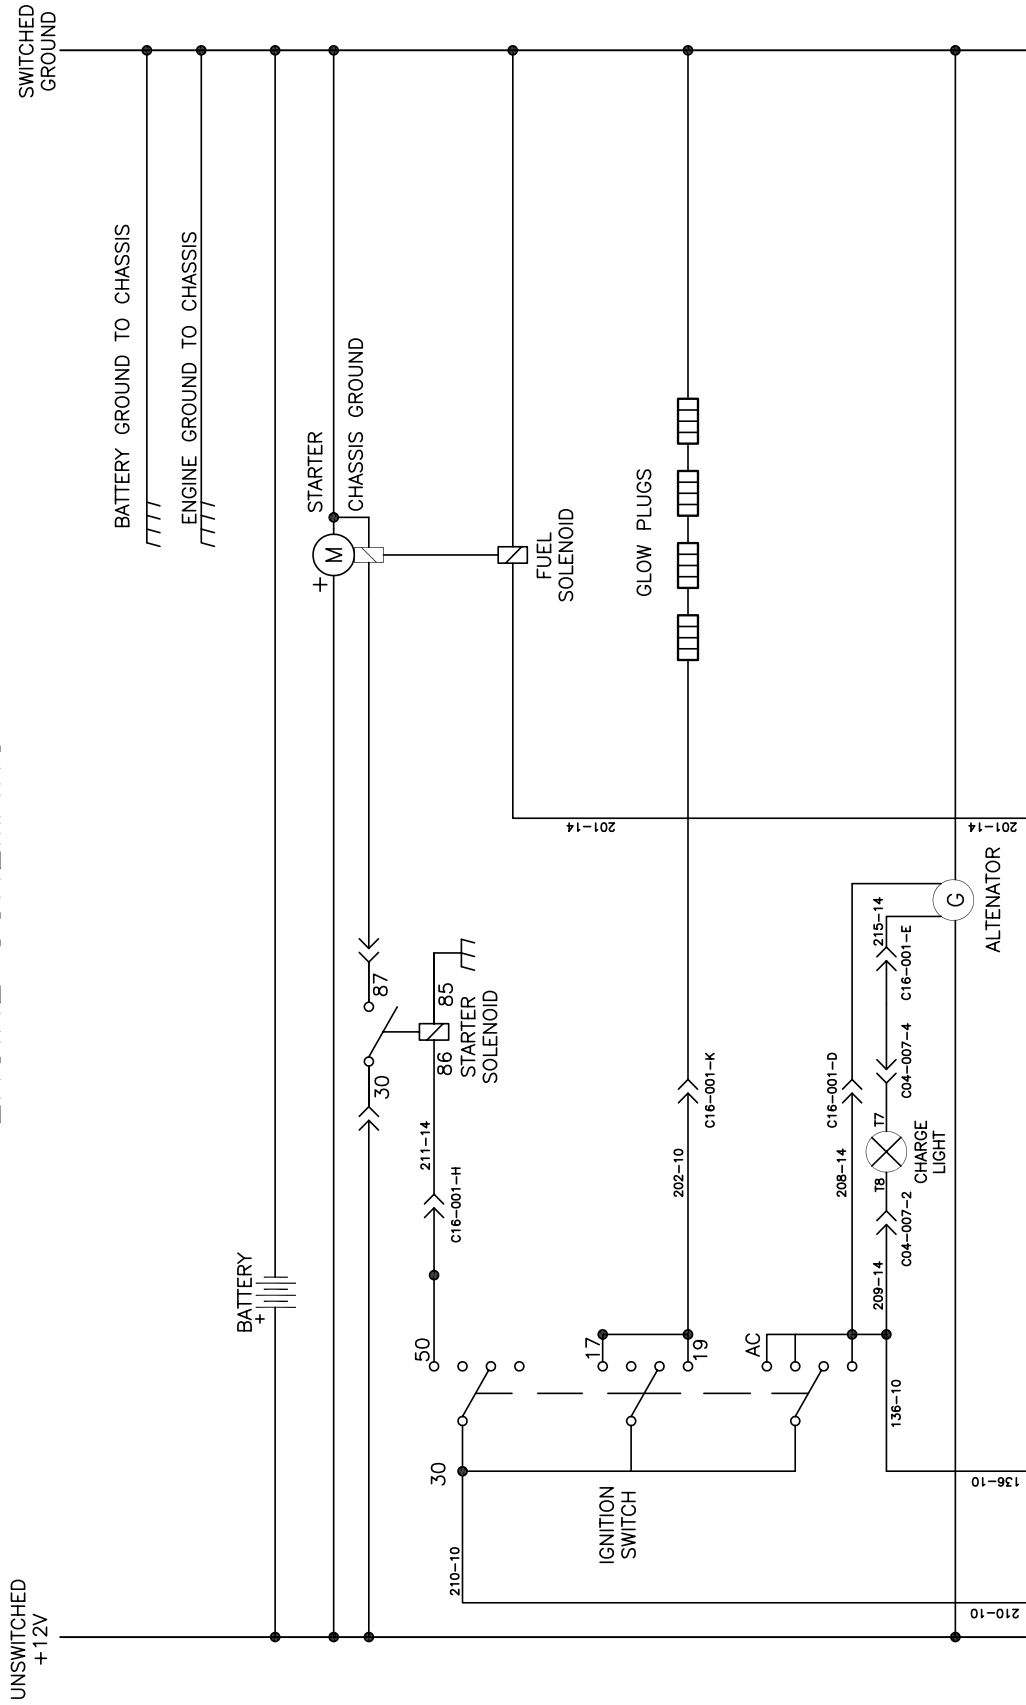 SWITCHED
GROUND
BATTERY GROUND TO CHASSIS
ENGINE GROUND TO CHASSIS
STARTER
CHASSIS GROUND
+
M
FUEL
SOLENOID
GLOW PLUGS
201-14
201-14
ALTENATOR
G
215-14
C16-001-E
C04-007-4
T7
CHARGE
LIGHT
T8
C04-007-2
209-14
C16-001-D
208-14
C16-001-K
202-10
87
30
85
86
STARTER
SOLENOID
211-14
C16-001-H
BATTERY
+
50
17
19
AC
30
IGNITION
SWITCH
136-10
136-10
210-10
210-10
UNSWITCHED
+12V